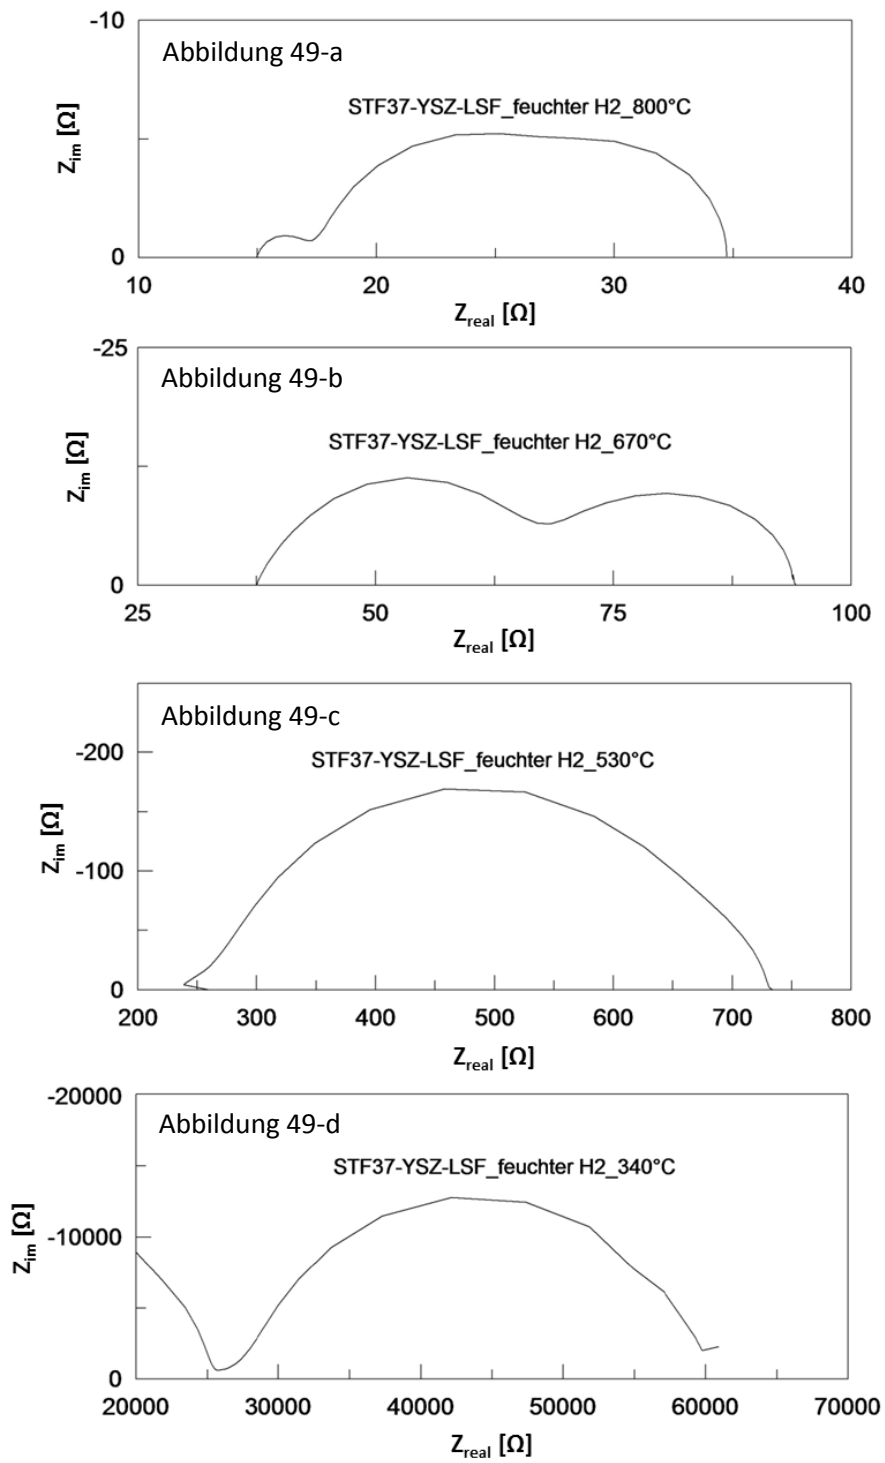 -10
Abbildung 49-a
STF37-YSZ-LSF_feuchter H2_800°C
Zim [Ω]
0
10 20 30 40
Zreal [Ω]
-25
Abbildung 49-b
STF37-YSZ-LSF_feuchter H2_670°C
Zim [Ω]
0
25 50 75 100
Zreal [Ω]
Abbildung 49-c
-200
STF37-YSZ-LSF_feuchter H2_530°C
Zim [Ω]
-100
0
200 300 400 500 600 700 800
Zreal [Ω]
-20000
Abbildung 49-d
STF37-YSZ-LSF_feuchter H2_340°C
Zim [Ω]
-10000
0
20000 30000 40000 50000 60000 70000
Zreal [Ω]